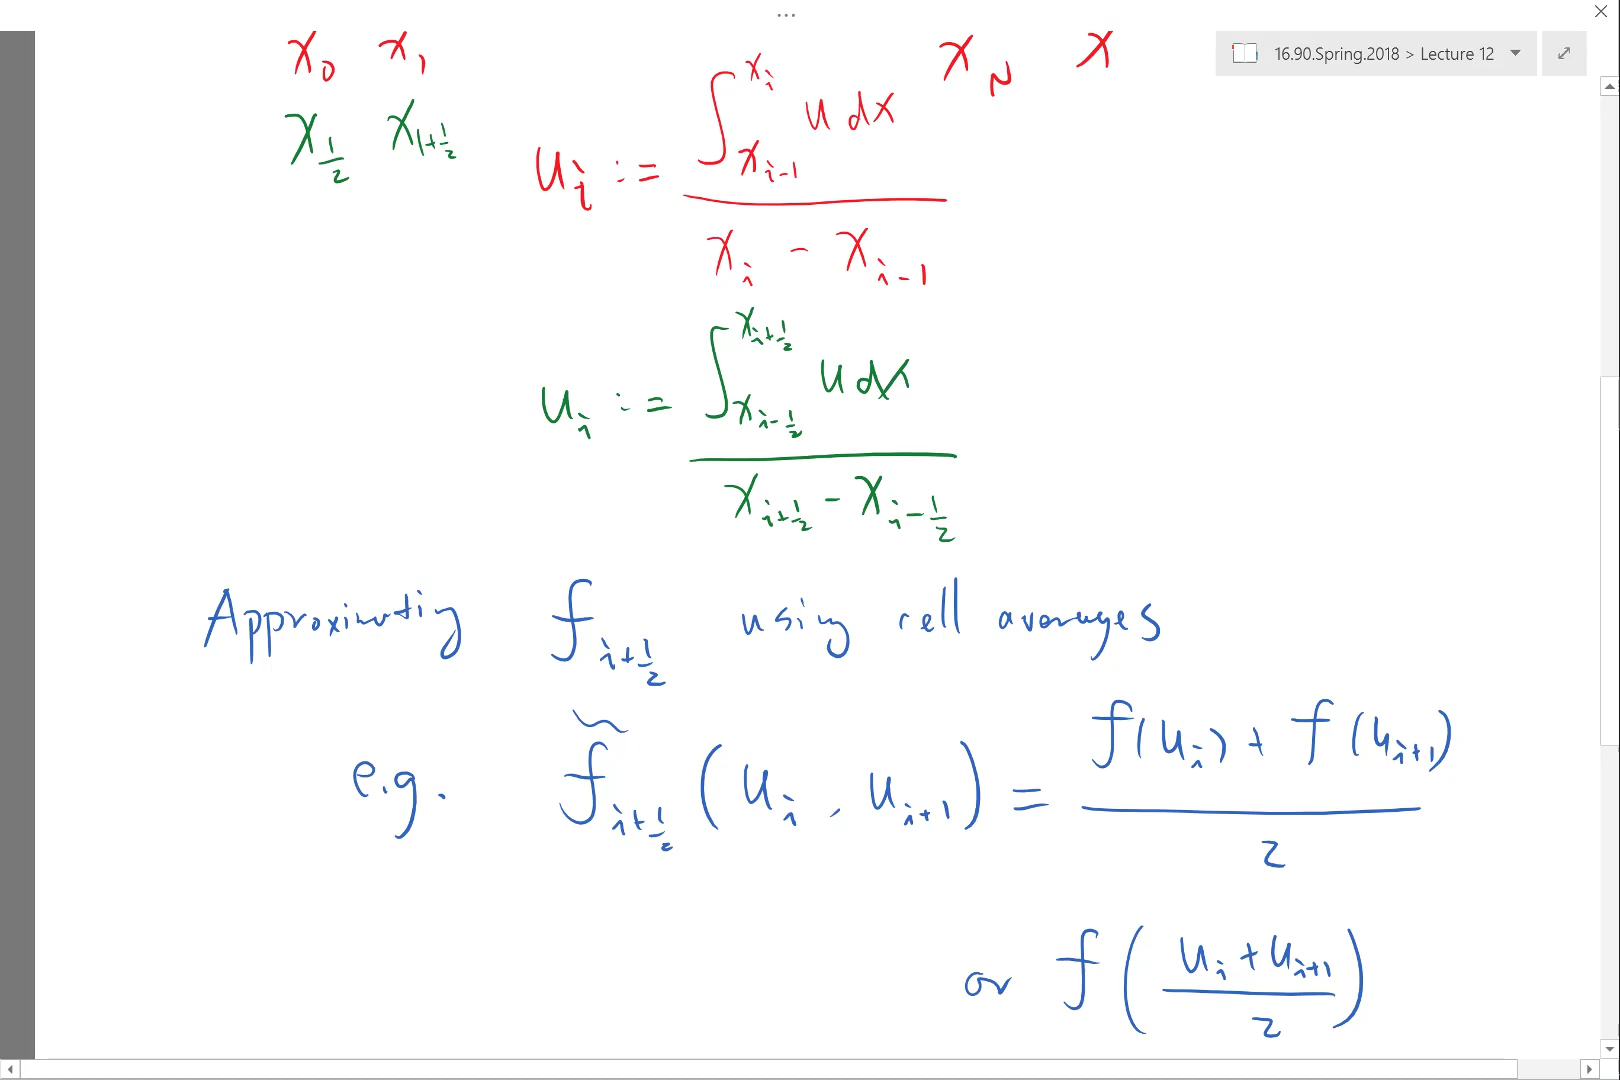 ...
16.90.Spring.2018 > Lecture 12
x₀ x₁ x_N x
x_{1/2} x_{1+1/2}
u_i := ∫_{x_{i-1}}^{x_i} u dx / (x_i - x_{i-1})
u_i := ∫_{x_{i-1/2}}^{x_{i+1/2}} u dx / (x_{i+1/2} - x_{i-1/2})
Approximating f_{i+1/2} using cell averages
e.g. f̃_{i+1/2} (u_i, u_{i+1}) = (f(u_i) + f(u_{i+1})) / 2
or f((u_i + u_{i+1}) / 2)